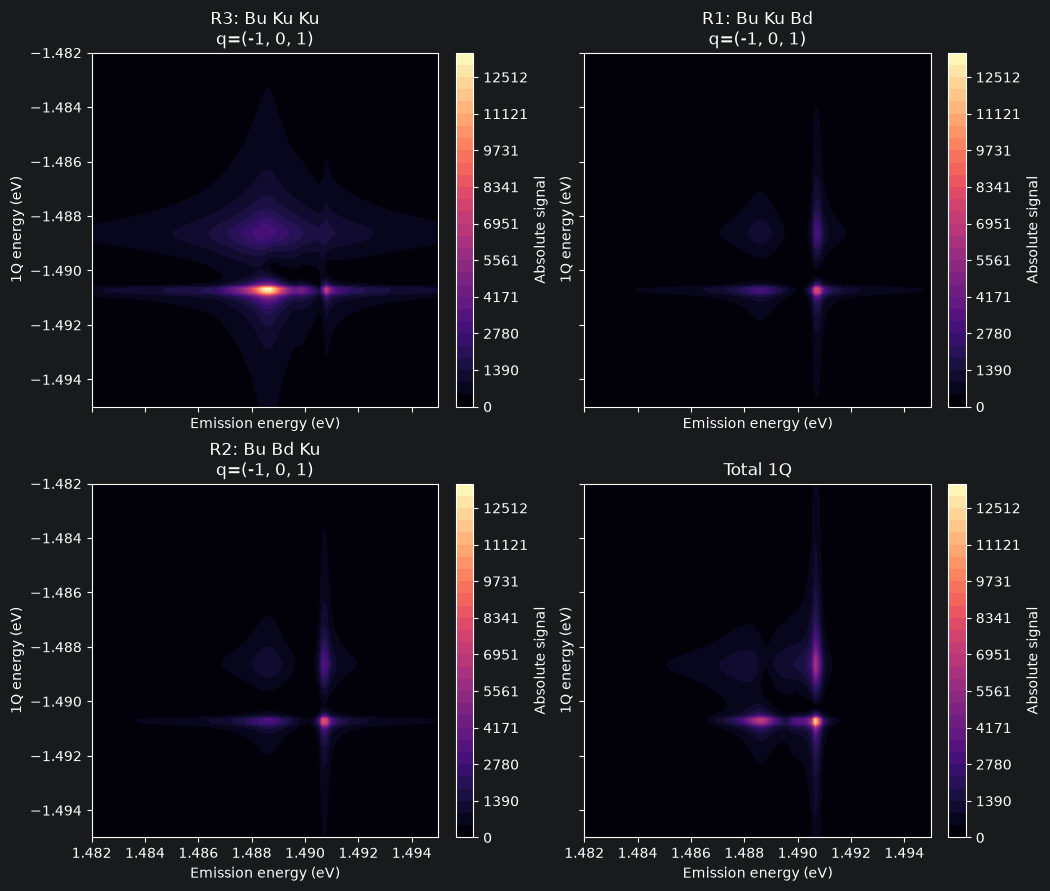 R3: Bu Ku Ku
q=(-1, 0, 1)
R1: Bu Ku Bd
q=(-1, 0, 1)
1Q energy (eV)
−1.482
−1.484
−1.486
−1.488
−1.490
−1.492
−1.494
Emission energy (eV)
12512
11121
9731
8341
6951
5561
4171
2780
1390
0
Absolute signal
1Q energy (eV)
Emission energy (eV)
12512
11121
9731
8341
6951
5561
4171
2780
1390
0
Absolute signal
R2: Bu Bd Ku
q=(-1, 0, 1)
Total 1Q
1Q energy (eV)
−1.482
−1.484
−1.486
−1.488
−1.490
−1.492
−1.494
1.482 1.484 1.486 1.488 1.490 1.492 1.494
Emission energy (eV)
12512
11121
9731
8341
6951
5561
4171
2780
1390
0
Absolute signal
1Q energy (eV)
1.482 1.484 1.486 1.488 1.490 1.492 1.494
Emission energy (eV)
12512
11121
9731
8341
6951
5561
4171
2780
1390
0
Absolute signal